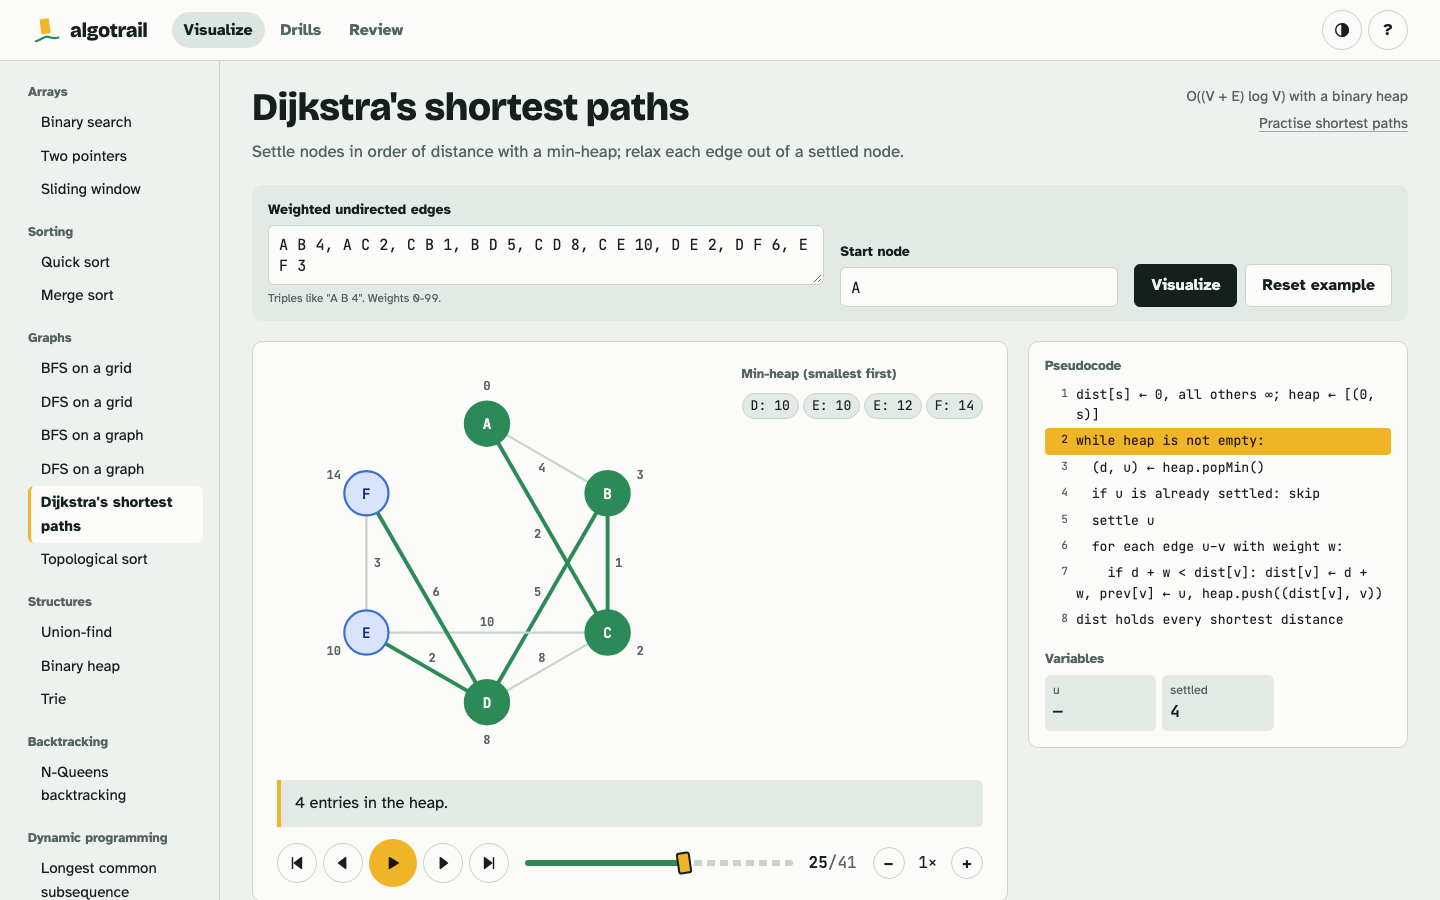 algotrail
Visualize
Drills
Review
?
Arrays
Binary search
Two pointers
Sliding window
Sorting
Quick sort
Merge sort
Graphs
BFS on a grid
DFS on a grid
BFS on a graph
DFS on a graph
Dijkstra's shortest
paths
Topological sort
Structures
Union-find
Binary heap
Trie
Backtracking
N-Queens
backtracking
Dynamic programming
Longest common
subsequence
Dijkstra's shortest paths
O((V + E) log V) with a binary heap
Practise shortest paths
Settle nodes in order of distance with a min-heap; relax each edge out of a settled node.
Weighted undirected edges
A B 4, A C 2, C B 1, B D 5, C D 8, C E 10, D E 2, D F 6, E
F 3
Triples like "A B 4". Weights 0-99.
Start node
A
Visualize
Reset example
Min-heap (smallest first)
D: 10
E: 10
E: 12
F: 14
0
A
4
14
F
B
3
2
3
1
6
5
10
E
C
10
2
8
2
D
8
4 entries in the heap.
25/41
−
1×
+
Pseudocode
1 dist[s] ← 0, all others ∞; heap ← [(0,
s)]
2 while heap is not empty:
3 (d, u) ← heap.popMin()
4 if u is already settled: skip
5 settle u
6 for each edge u–v with weight w:
7 if d + w < dist[v]: dist[v] ← d +
w, prev[v] ← u, heap.push((dist[v], v))
8 dist holds every shortest distance
Variables
u
—
settled
4